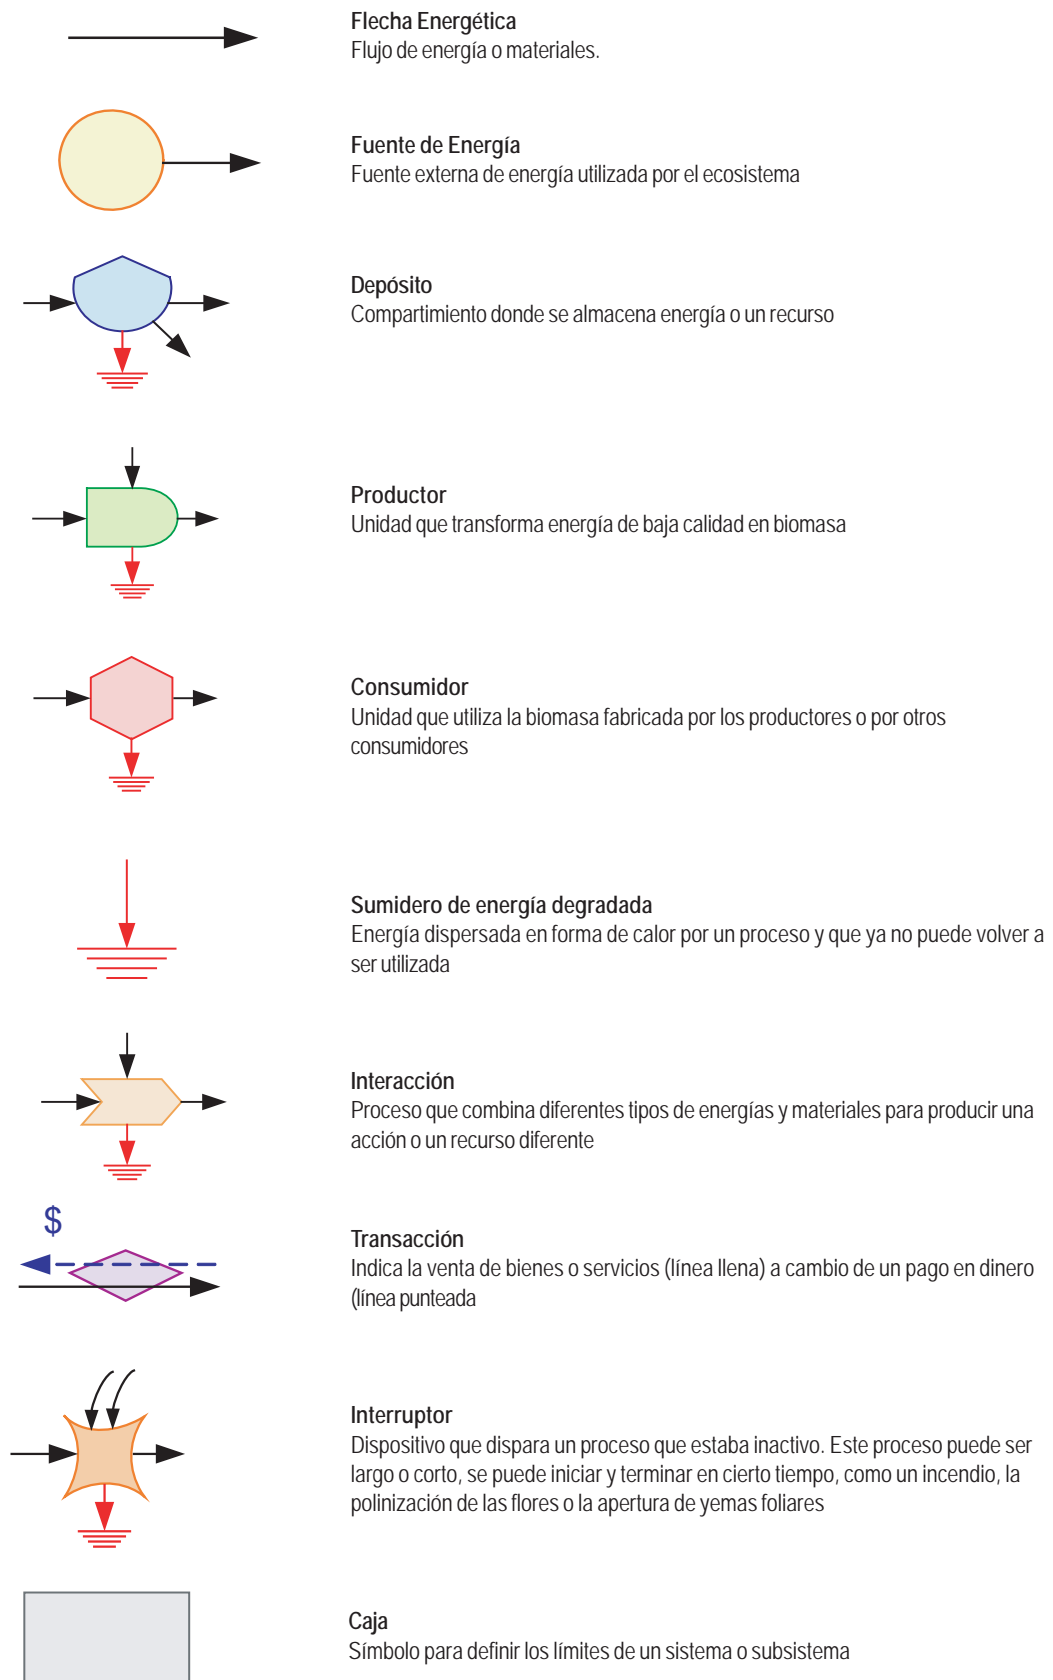 Flecha Energética
Flujo de energía o materiales.
Fuente de Energía
Fuente externa de energía utilizada por el ecosistema
Depósito
Compartimiento donde se almacena energía o un recurso
Productor
Unidad que transforma energía de baja calidad en biomasa
Consumidor
Unidad que utiliza la biomasa fabricada por los productores o por otros
consumidores
Sumidero de energía degradada
Energía dispersada en forma de calor por un proceso y que ya no puede volver a
ser utilizada
Interacción
Proceso que combina diferentes tipos de energías y materiales para producir una
acción o un recurso diferente
$
Transacción
Indica la venta de bienes o servicios (línea llena) a cambio de un pago en dinero
(línea punteada
Interruptor
Dispositivo que dispara un proceso que estaba inactivo. Este proceso puede ser
largo o corto, se puede iniciar y terminar en cierto tiempo, como un incendio, la
polinización de las flores o la apertura de yemas foliares
Caja
Símbolo para definir los límites de un sistema o subsistema